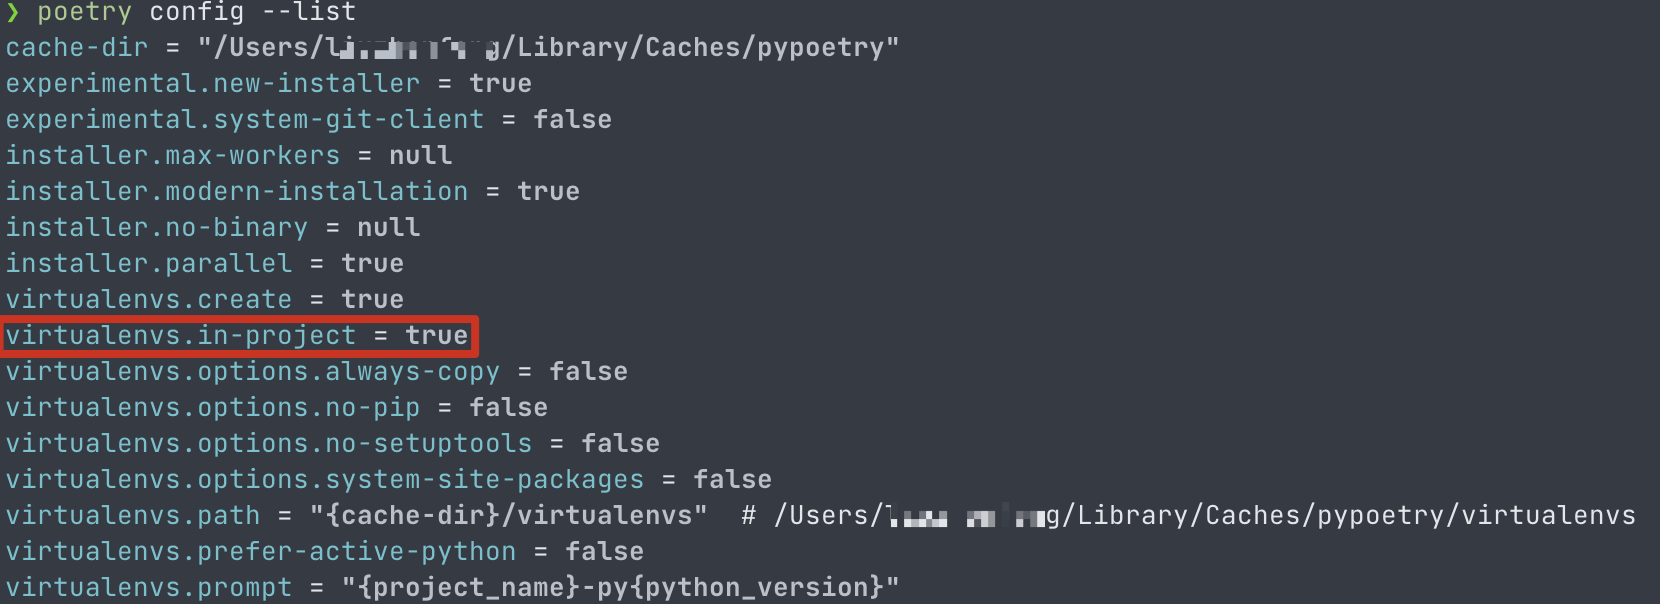 ❯ poetry config --list
cache-dir = "/Users/ /Library/Caches/pypoetry"
experimental.new-installer = true
experimental.system-git-client = false
installer.max-workers = null
installer.modern-installation = true
installer.no-binary = null
installer.parallel = true
virtualenvs.create = true
virtualenvs.in-project = true
virtualenvs.options.always-copy = false
virtualenvs.options.no-pip = false
virtualenvs.options.no-setuptools = false
virtualenvs.options.system-site-packages = false
virtualenvs.path = "{cache-dir}/virtualenvs"  # /Users/ /Library/Caches/pypoetry/virtualenvs
virtualenvs.prefer-active-python = false
virtualenvs.prompt = "{project_name}-py{python_version}"